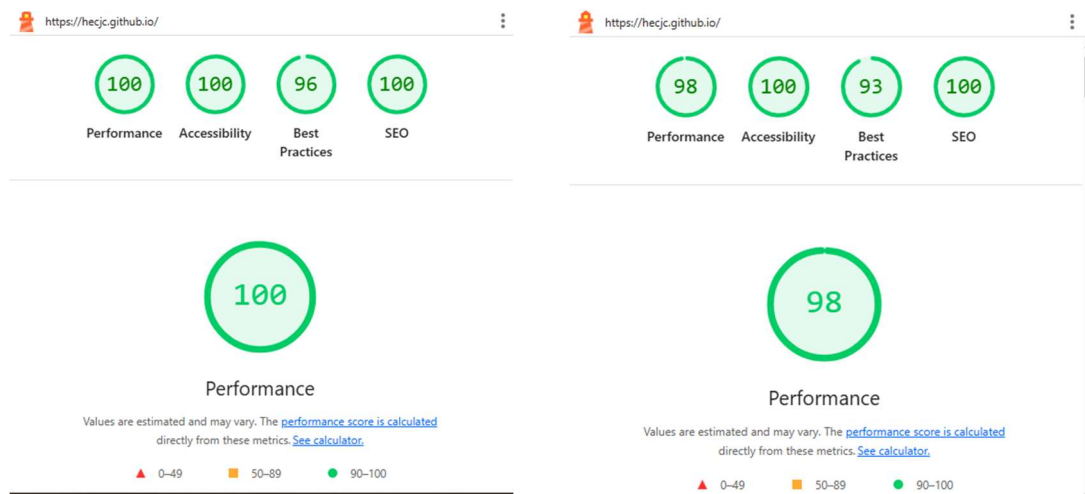 https://hecjc.github.io/
100 100 96 100
Performance Accessibility Best SEO
Practices
100
Performance
Values are estimated and may vary. The performance score is calculated
directly from these metrics. See calculator.
0–49 50–89 90–100
https://hecjc.github.io/
98 100 93 100
Performance Accessibility Best SEO
Practices
98
Performance
Values are estimated and may vary. The performance score is calculated
directly from these metrics. See calculator.
0–49 50–89 90–100